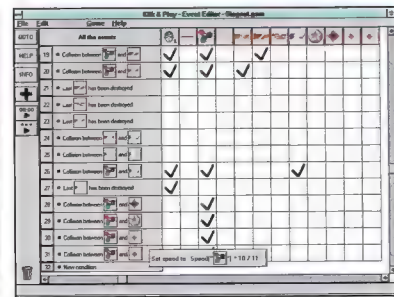 Klik & Play - Event Editor -
File Edit Game Help
GOTO All the events
HELP
INFO
00:00
19 Collision between and
20 Collision between and
21 Last has been destroyed
22 Last has been destroyed
23 Last has been destroyed
24 Collision between and
25 Collision between and
26 Collision between and
27 Last has been destroyed
28 Collision between and
29 Collision between and
30 Collision between and
31 Collision between and
Set speed to Speed( ) - 10 / 11
32 New condition